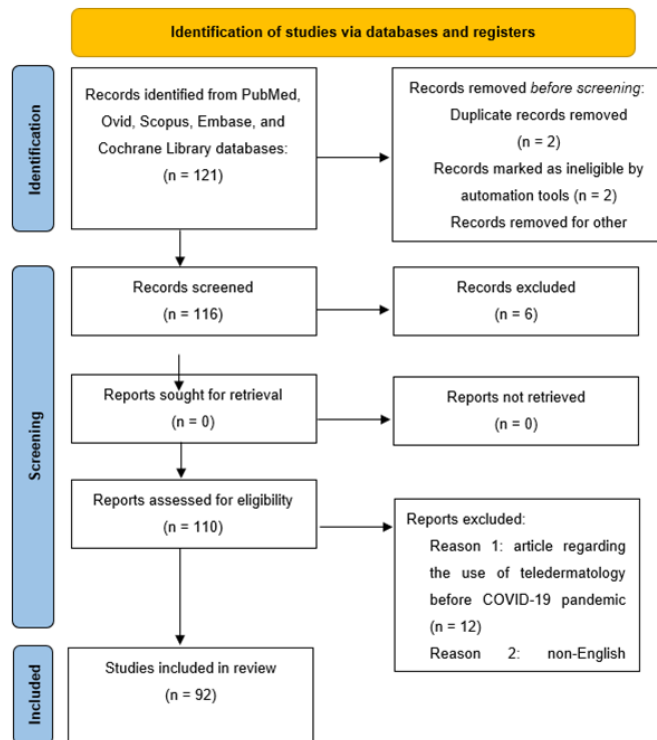 Identification of studies via databases and registers
Identification
Records identified from PubMed,
Ovid, Scopus, Embase, and
Cochrane Library databases:
(n = 121)
Records removed before screening:
Duplicate records removed
(n = 2)
Records marked as ineligible by
automation tools (n = 2)
Records removed for other
Screening
Records screened
(n = 116)
Records excluded
(n = 6)
Reports sought for retrieval
(n = 0)
Reports not retrieved
(n = 0)
Reports assessed for eligibility
(n = 110)
Reports excluded:
Reason 1: article regarding
the use of teledermatology
before COVID-19 pandemic
(n = 12)
Reason 2: non-English
Included
Studies included in review
(n = 92)